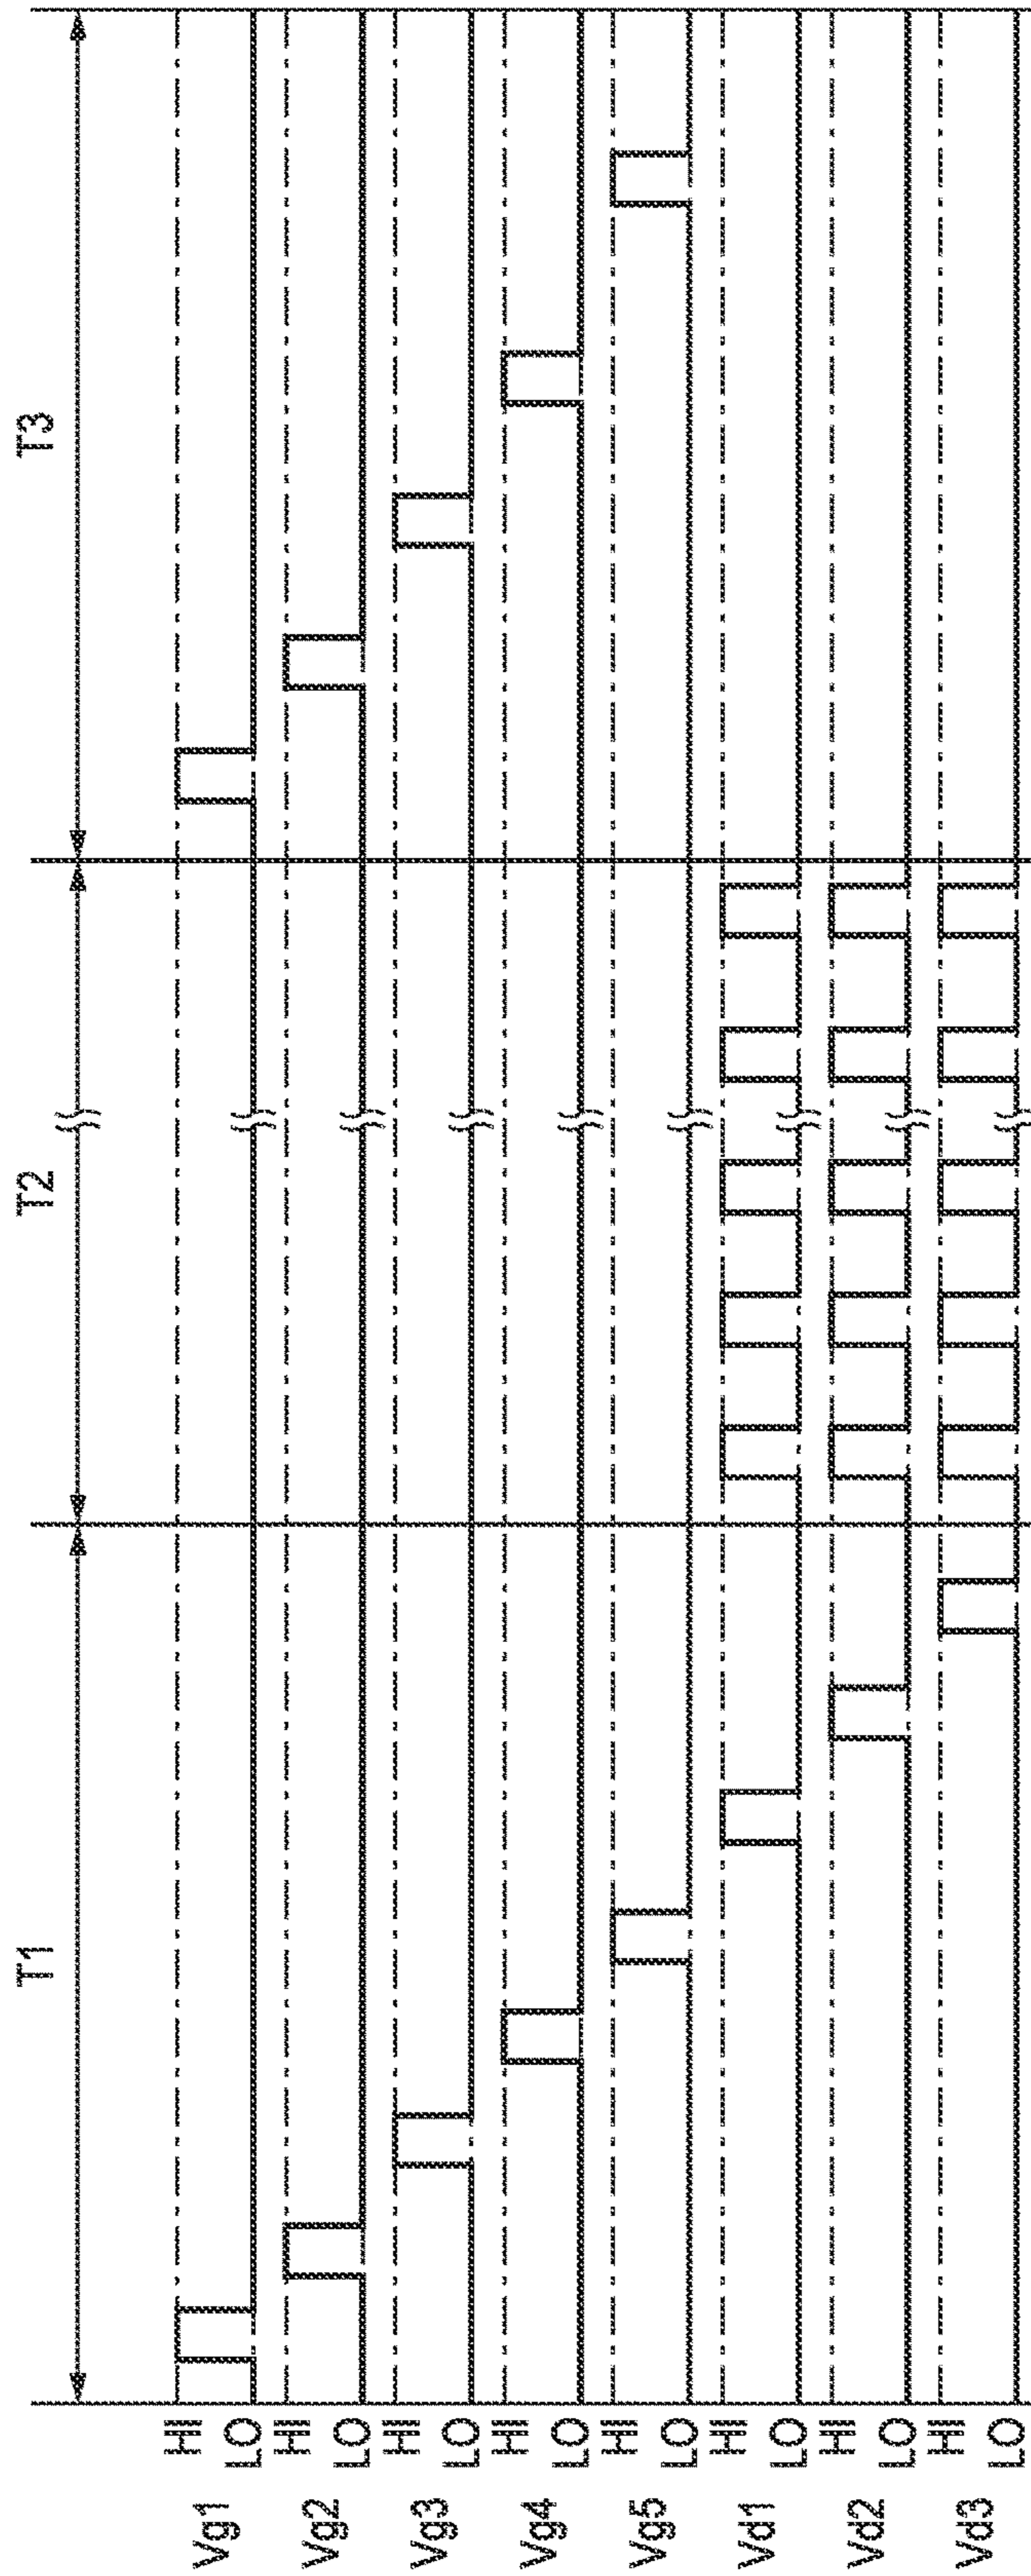 T1 T2 T3
Vg1 HI
LO
Vg2 HI
LO
Vg3 HI
LO
Vg4 HI
LO
Vg5 HI
LO
Vd1 HI
LO
Vd2 HI
LO
Vd3 HI
LO